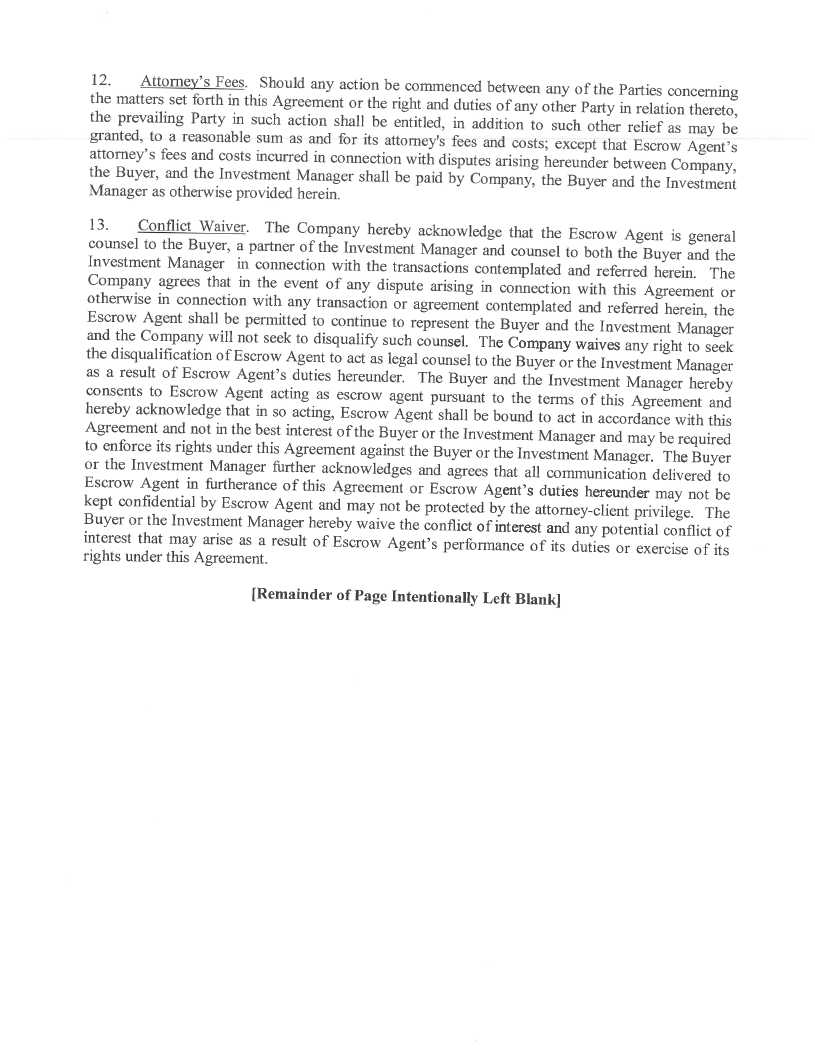 12. Attorney's Fees. Should any action be commenced between any of the Parties concerning
the matters set forth in this Agreement or the right and duties of any other Party in relation thereto,
the prevailing Party in such action shall be entitled, in addition to such other relief as may be
granted, to a reasonable sum as and for its attorney's fees and costs; except that Escrow Agent's
attorney's fees and costs incurred in connection with disputes arising hereunder between Company,
the Buyer, and the Investment Manager shall be paid by Company, the Buyer and the Investment
Manager as otherwise provided herein.
13. Conflict Waiver. The Company hereby acknowledge that the Escrow Agent is general
counsel to the Buyer, a partner of the Investment Manager and counsel to both the Buyer and the
Investment Manager in connection with the transactions contemplated and referred herein. The
Company agrees that in the event of any dispute arising in connection with this Agreement or
otherwise in connection with any transaction or agreement contemplated and referred herein, the
Escrow Agent shall be permitted to continue to represent the Buyer and the Investment Manager
and the Company will not seek to disqualify such counsel. The Company waives any right to seek
the disqualification of Escrow Agent to act as legal counsel to the Buyer or the Investment Manager
as a result of Escrow Agent's duties hereunder. The Buyer and the Investment Manager hereby
consents to Escrow Agent acting as escrow agent pursuant to the terms of this Agreement and
hereby acknowledge that in so acting, Escrow Agent shall be bound to act in accordance with this
Agreement and not in the best interest of the Buyer or the Investment Manager and may be required
to enforce its rights under this Agreement against the Buyer or the Investment Manager. The Buyer
or the Investment Manager further acknowledges and agrees that all communication delivered to
Escrow Agent in furtherance of this Agreement or Escrow Agent's duties hereunder may not be
kept confidential by Escrow Agent and may not be protected by the attorney-client privilege. The
Buyer or the Investment Manager hereby waive the conflict of interest and any potential conflict of
interest that may arise as a result of Escrow Agent's performance of its duties or exercise of its
rights under this Agreement.
[Remainder of Page Intentionally Left Blank]